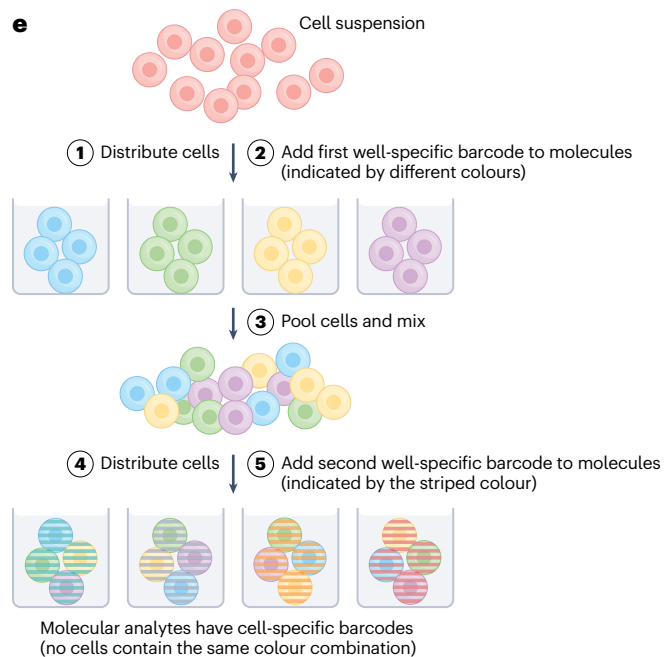 e
Cell suspension
1 Distribute cells
2 Add first well-specific barcode to molecules
(indicated by different colours)
3 Pool cells and mix
4 Distribute cells
5 Add second well-specific barcode to molecules
(indicated by the striped colour)
Molecular analytes have cell-specific barcodes
(no cells contain the same colour combination)